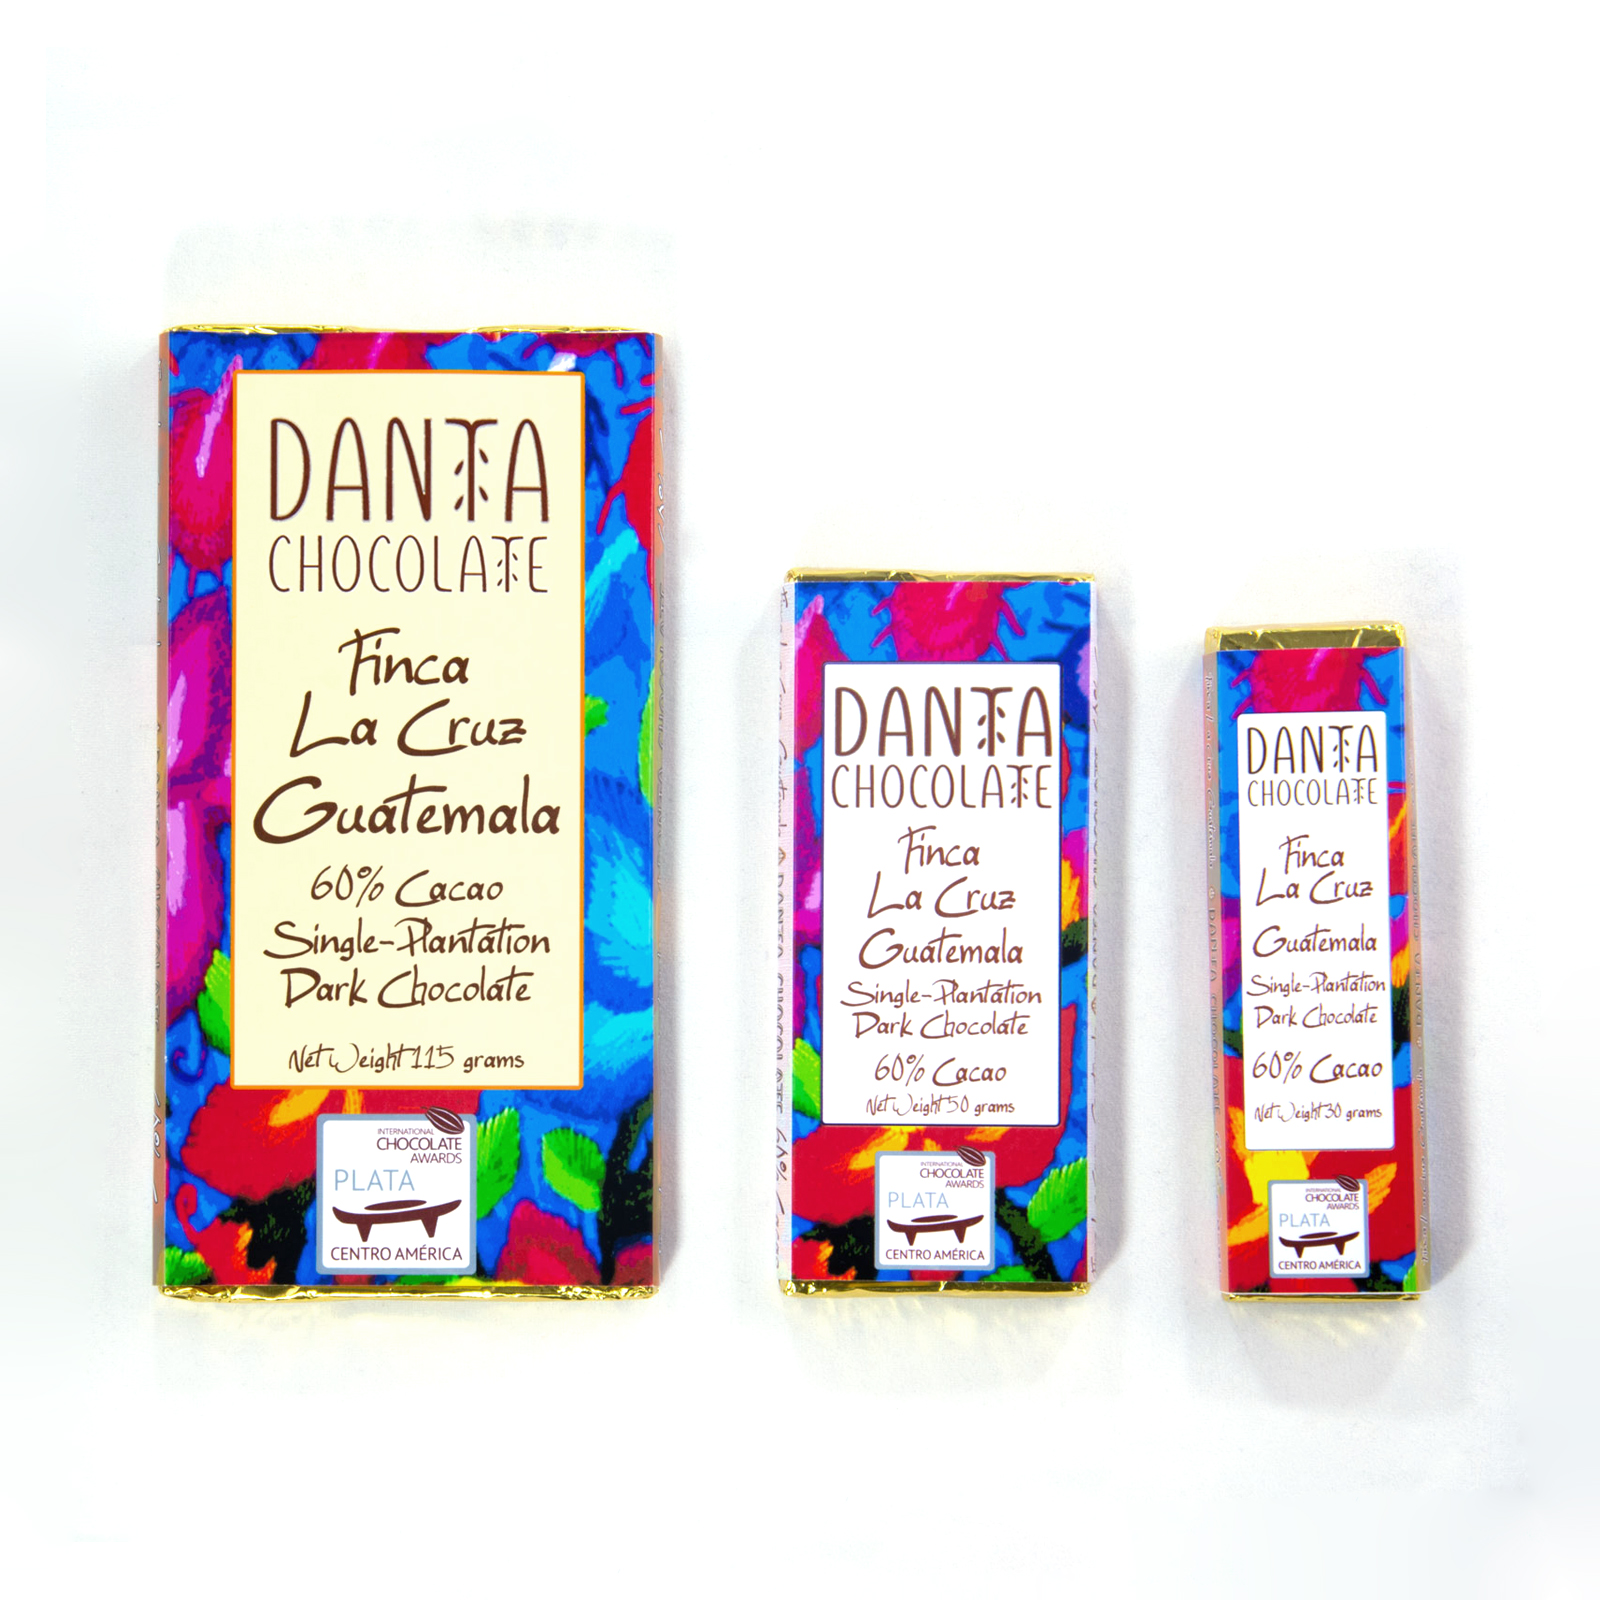 DANTA
CHOCOLATE
Finca
La Cruz
Guatemala
60% Cacao
Single-Plantation
Dark Chocolate
Net Weight 115 grams
INTERNATIONAL
CHOCOLATE
AWARDS
PLATA
CENTRO AMÉRICA
DANTA
CHOCOLATE
Finca
La Cruz
Guatemala
Single-Plantation
Dark Chocolate
60% Cacao
Net Weight 50 grams
INTERNATIONAL
CHOCOLATE
AWARDS
PLATA
CENTRO AMÉRICA
DANTA
CHOCOLATE
Finca
La Cruz
Guatemala
Single-Plantation
Dark Chocolate
60% Cacao
Net Weight 30 grams
INTERNATIONAL
CHOCOLATE
AWARDS
PLATA
CENTRO AMÉRICA